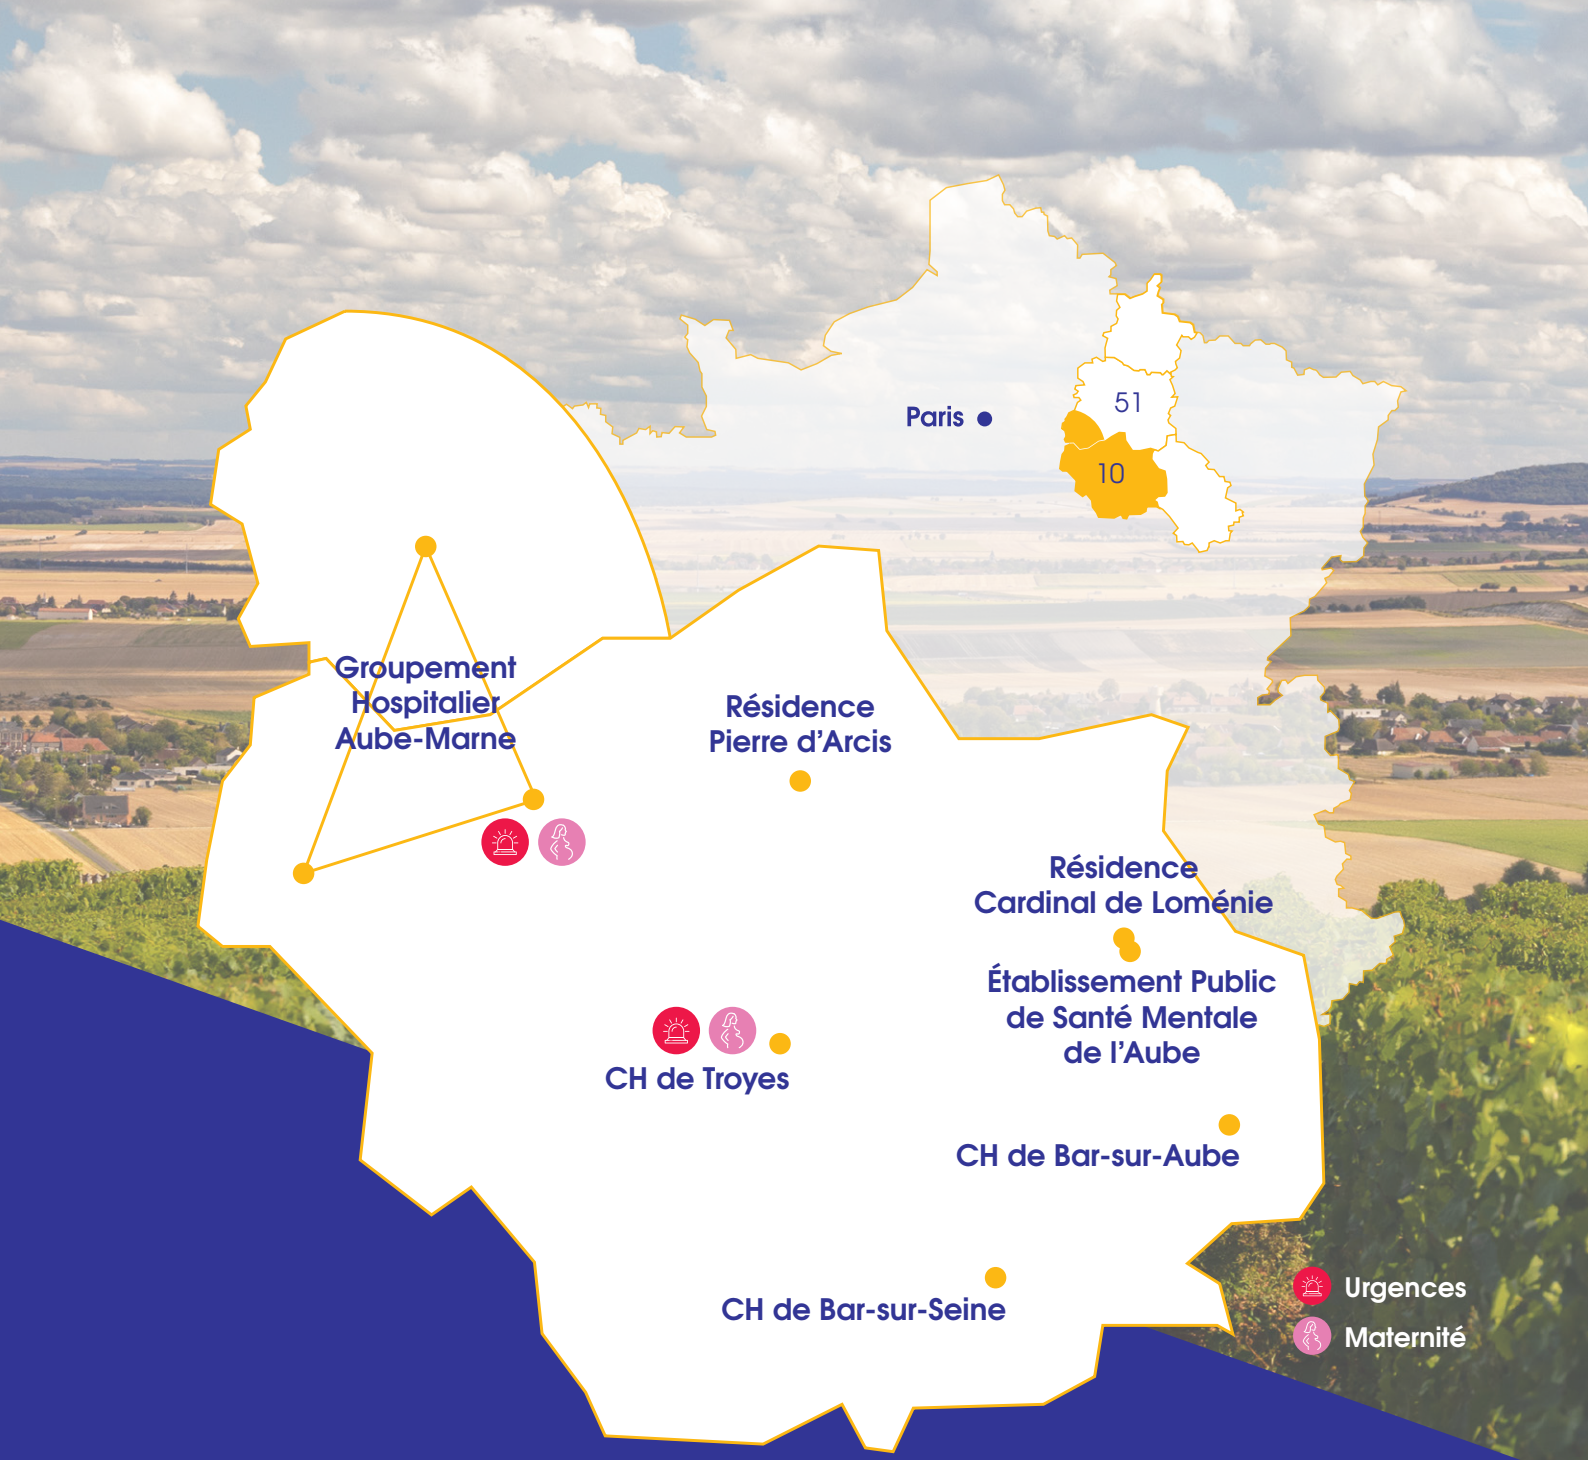 Paris
51
10
Groupement
Hospitalier
Aube-Marne
Résidence
Pierre d'Arcis
Résidence
Cardinal de Loménie
Établissement Public
de Santé Mentale
de l'Aube
CH de Troyes
CH de Bar-sur-Aube
CH de Bar-sur-Seine
Urgences
Maternité